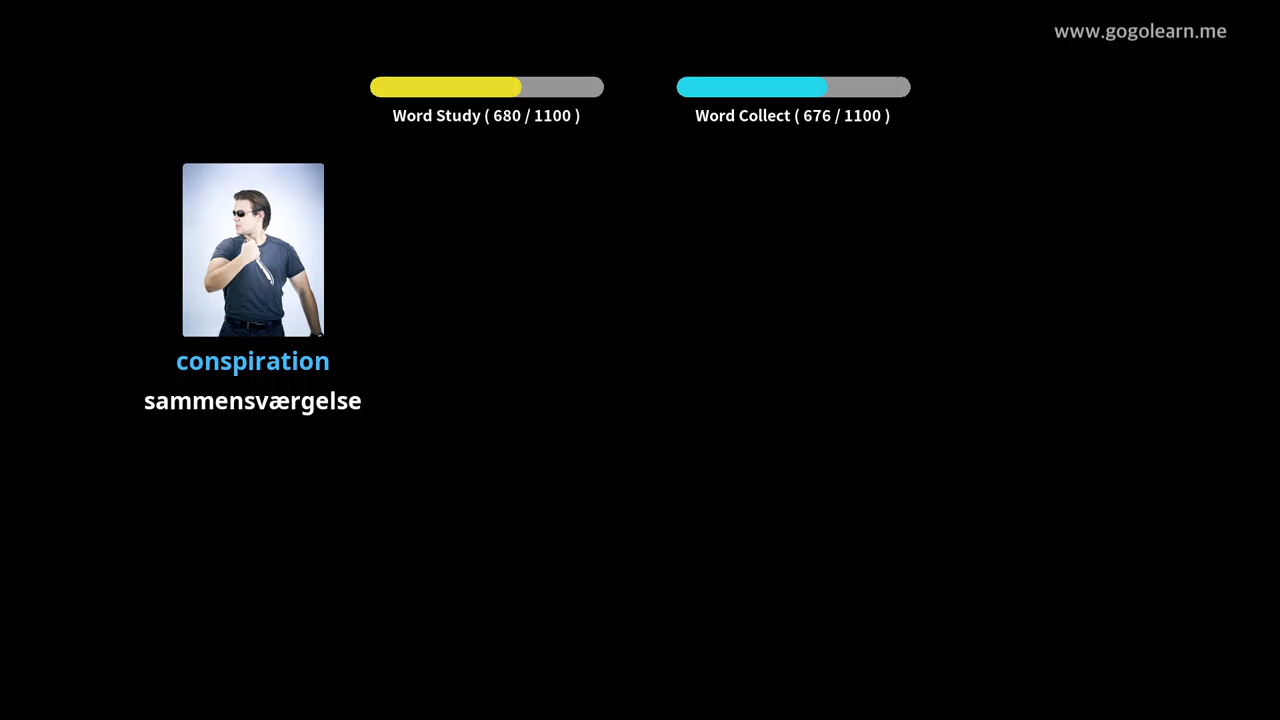 www.gogolearn.me
Word Study ( 680 / 1100 )
Word Collect ( 676 / 1100 )
conspiration
sammensværgelse